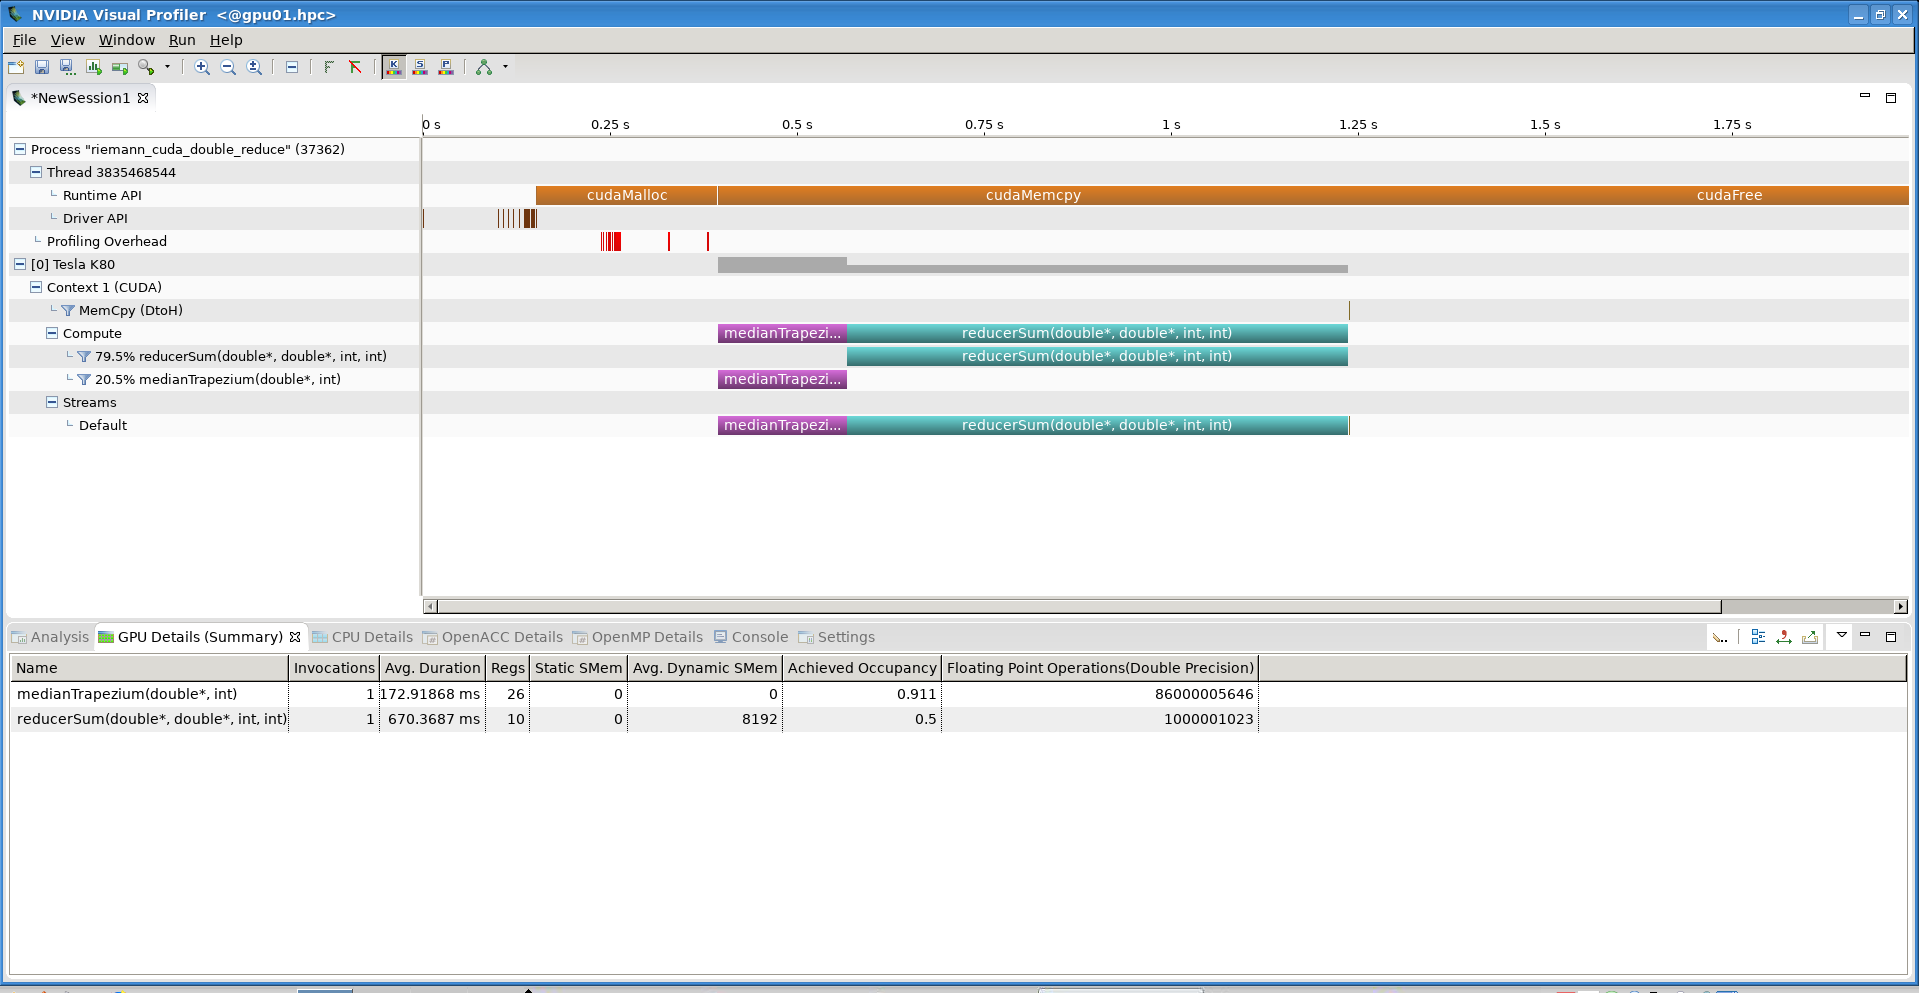 NVIDIA Visual Profiler <@gpu01.hpc>
File View Window Run Help
*NewSession1
0 s 0.25 s 0.5 s 0.75 s 1 s 1.25 s 1.5 s 1.75 s
Process "riemann_cuda_double_reduce" (37362)
Thread 3835468544
Runtime API cudaMalloc cudaMemcpy cudaFree
Driver API
Profiling Overhead
[0] Tesla K80
Context 1 (CUDA)
MemCpy (DtoH)
Compute medianTrapezi... reducerSum(double*, double*, int, int)
79.5% reducerSum(double*, double*, int, int) reducerSum(double*, double*, int, int)
20.5% medianTrapezium(double*, int) medianTrapezi...
Streams
Default medianTrapezi... reducerSum(double*, double*, int, int)
Analysis GPU Details (Summary) CPU Details OpenACC Details OpenMP Details Console Settings
Name Invocations Avg. Duration Regs Static SMem Avg. Dynamic SMem Achieved Occupancy Floating Point Operations(Double Precision)
medianTrapezium(double*, int) 1 172.91868 ms 26 0 0 0.911 86000005646
reducerSum(double*, double*, int, int) 1 670.3687 ms 10 0 8192 0.5 1000001023